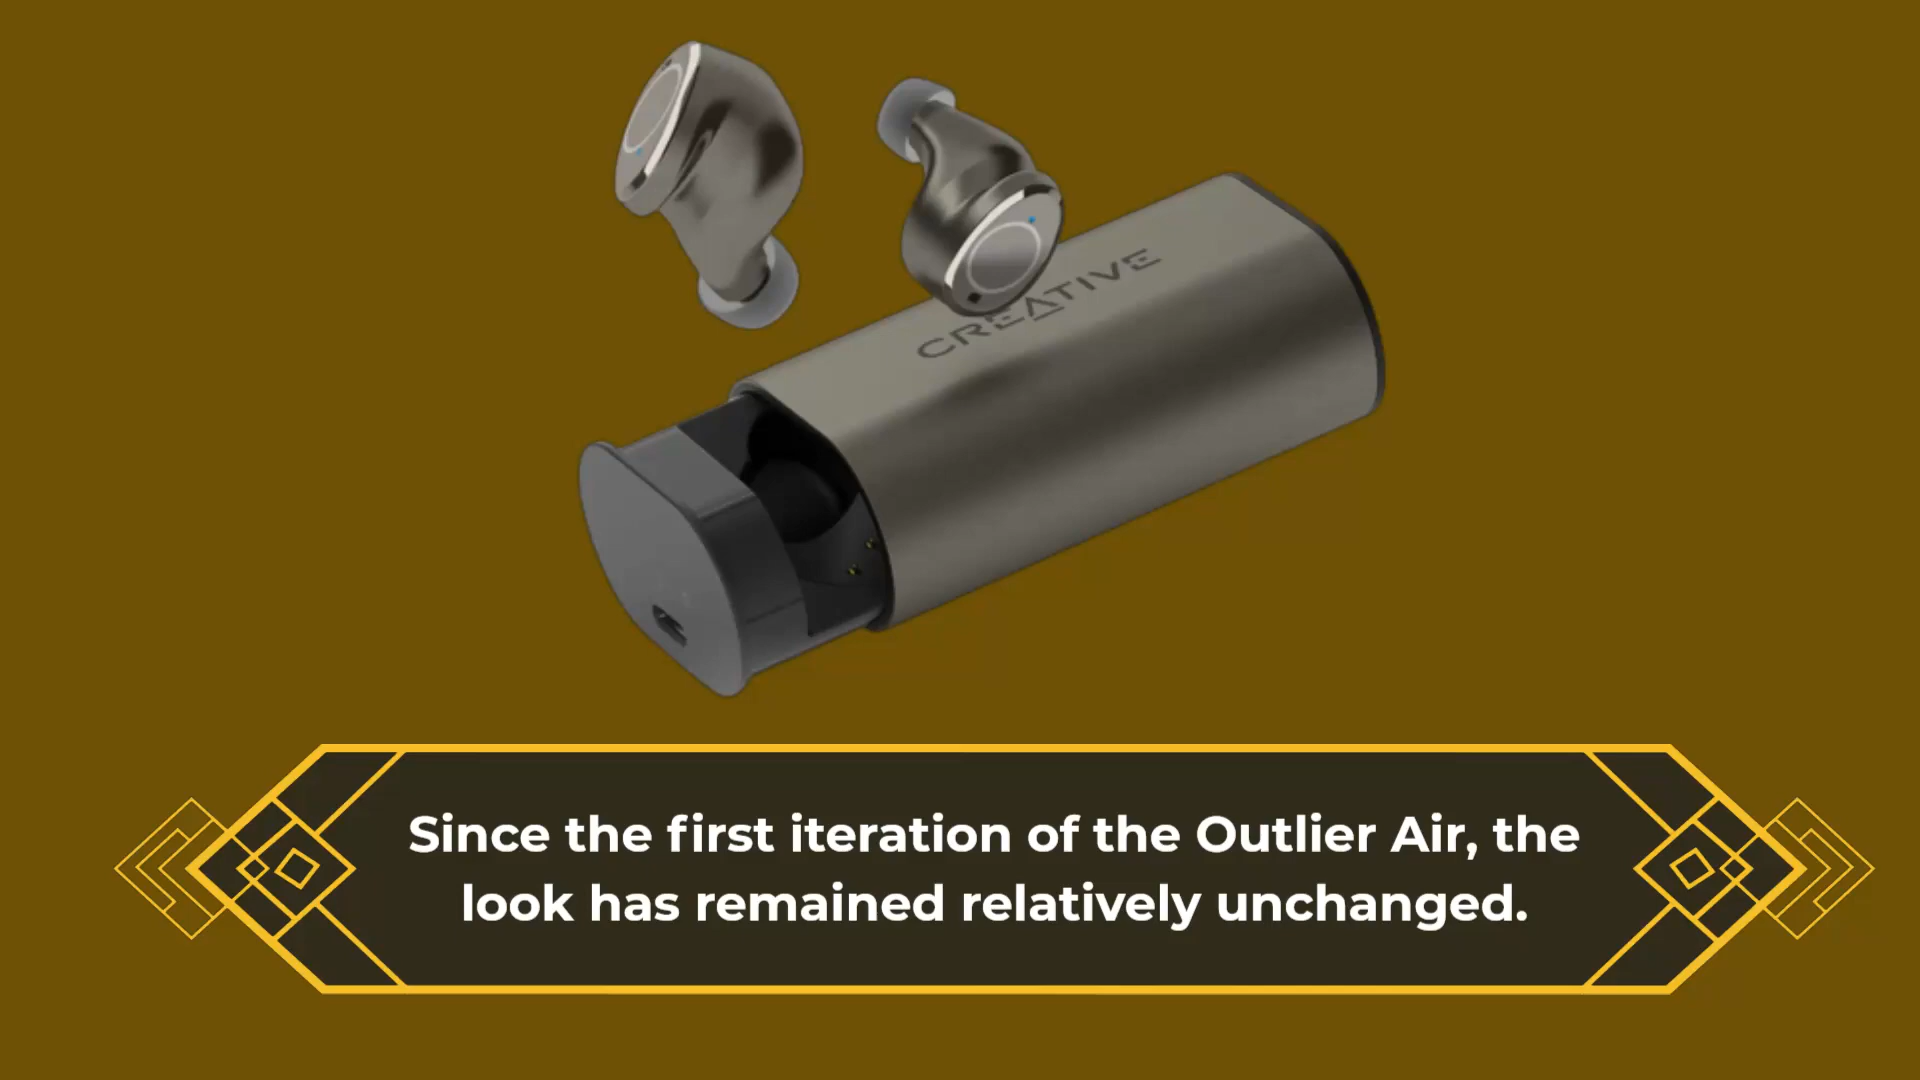 CREATIVE
Since the first iteration of the Outlier Air, the
look has remained relatively unchanged.